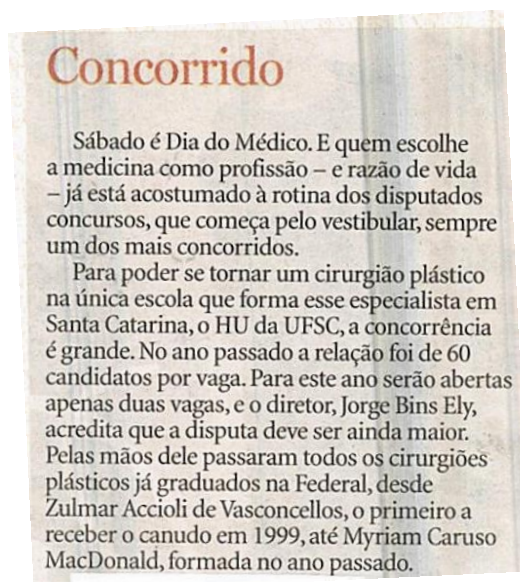 Concorrido
Sábado é Dia do Médico. E quem escolhe
a medicina como profissão – e razão de vida
– já está acostumado à rotina dos disputados
concursos, que começa pelo vestibular, sempre
um dos mais concorridos.
Para poder se tornar um cirurgião plástico
na única escola que forma esse especialista em
Santa Catarina, o HU da UFSC, a concorrência
é grande. No ano passado a relação foi de 60
candidatos por vaga. Para este ano serão abertas
apenas duas vagas, e o diretor, Jorge Bins Ely,
acredita que a disputa deve ser ainda maior.
Pelas mãos dele passaram todos os cirurgiões
plásticos já graduados na Federal, desde
Zulmar Accioli de Vasconcellos, o primeiro a
receber o canudo em 1999, até Myriam Caruso
MacDonald, formada no ano passado.